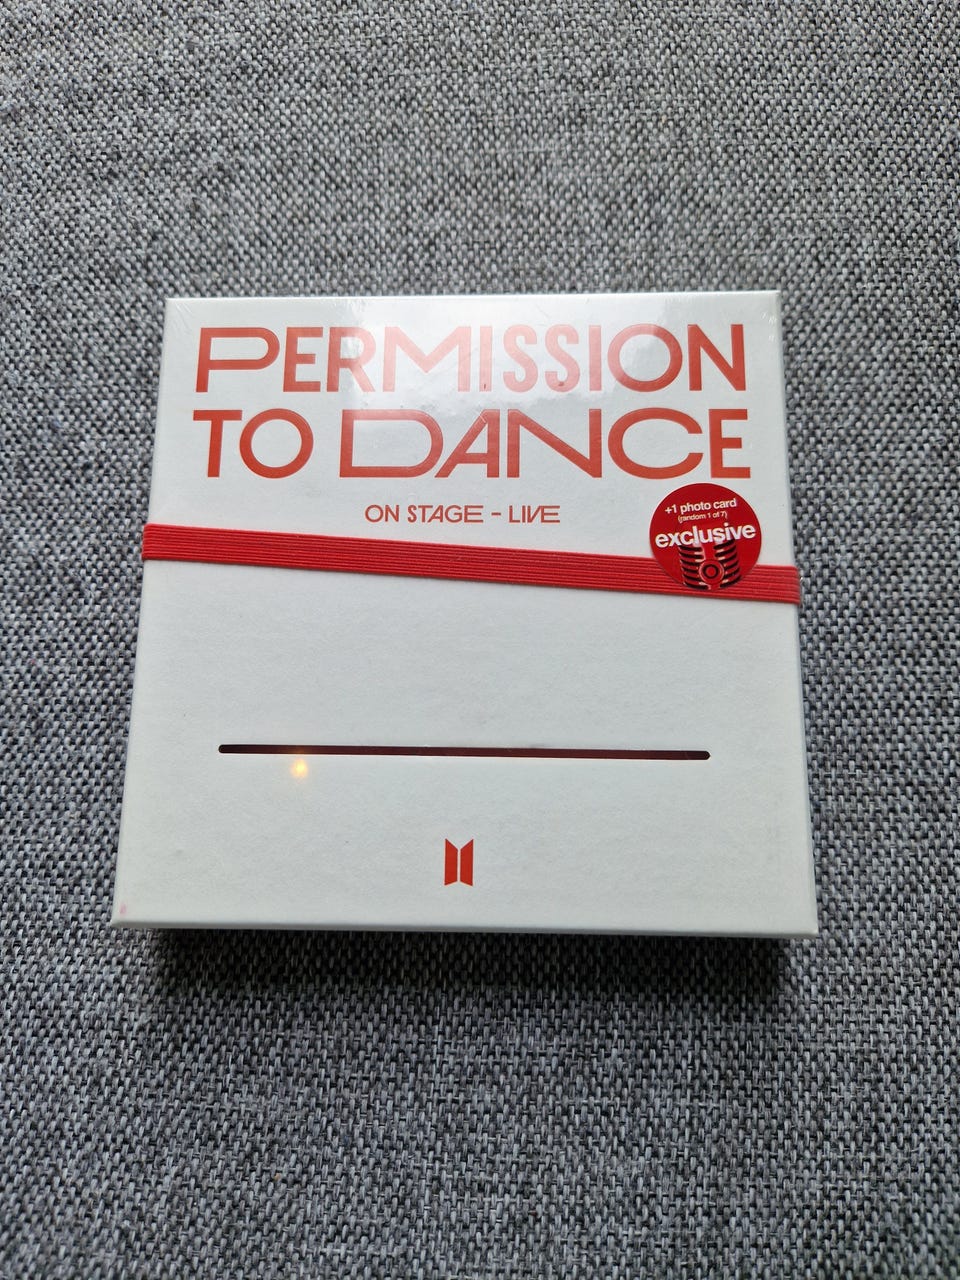 PERMISSION
TO DANCE
ON STAGE - LIVE
+1 photo card
(random 1 of 7)
exclusive